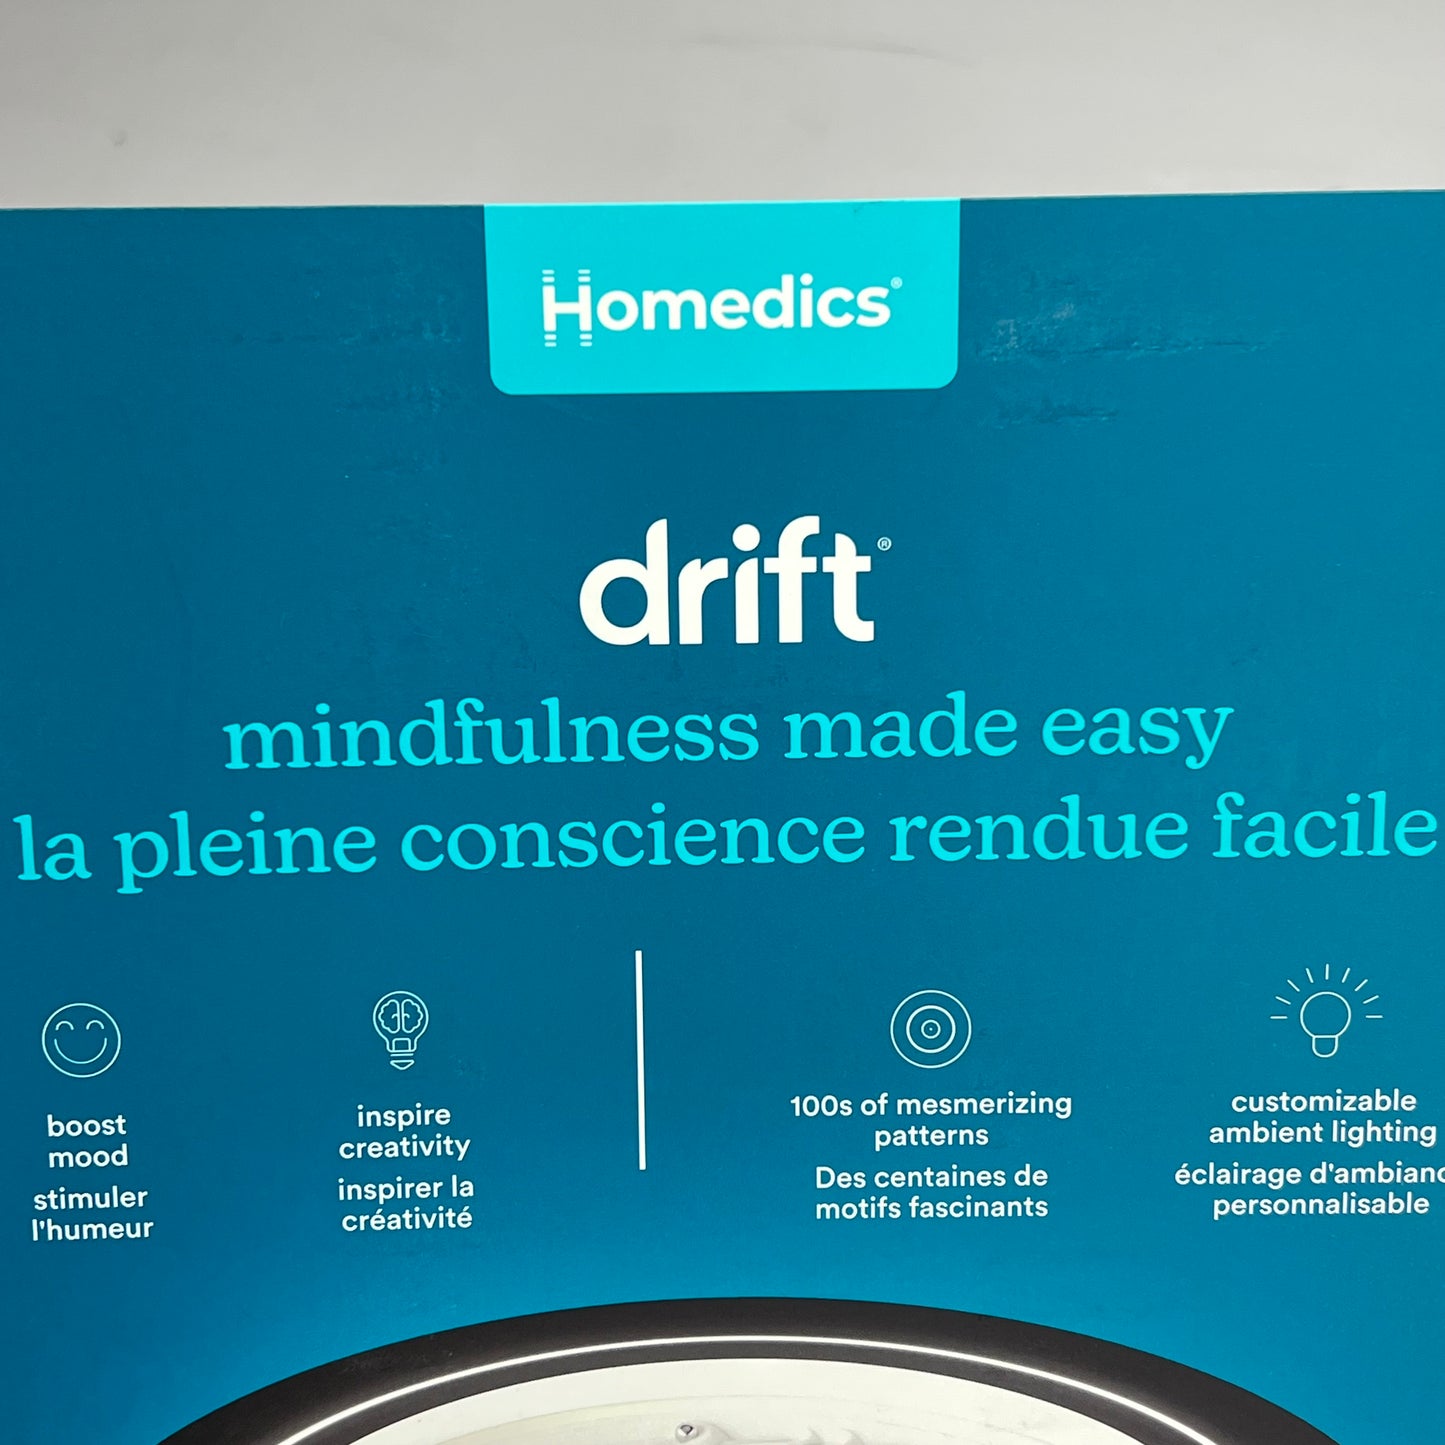 Homedics®
drift®
mindfulness made easy
la pleine conscience rendue facile
boost
mood
stimuler
l'humeur
inspire
creativity
inspirer la
créativité
100s of mesmerizing
patterns
Des centaines de
motifs fascinants
customizable
ambient lighting
éclairage
personnalisable